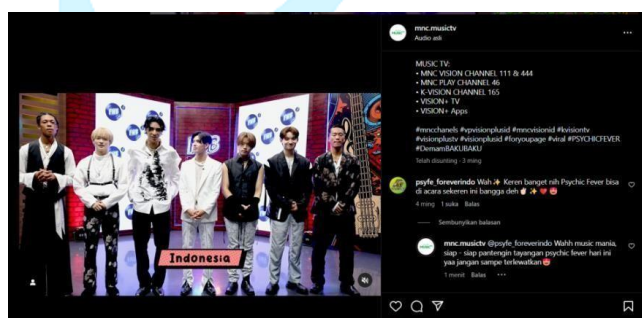 mnc.musictv
Audio asli
MUSIC TV:
• MNC VISION CHANNEL 111 & 444
• MNC PLAY CHANNEL 46
• K-VISION CHANNEL 165
• VISION+ TV
• VISION+ Apps
#mncchanels #vpvisionplusid #mncvisionid #kvisiontv
#visionplustv #visionplusid #foryoupage #viral #PSYCHICFEVER
#DemamBAKUBAKU
Telah disunting · 3 ming
psyfe_foreverindo Wah✨ Keren banget nih Psychic Fever bisa
di acara sekeren ini bangga deh
4 ming 1 suka Balas
Sembunyikan balasan
mnc.musictv @psyfe_foreverindo Wahh music mania,
siap - siap pantengin tayangan psychic fever hari ini
yaa jangan sampe terlewatkan
1 menit Balas
Indonesia